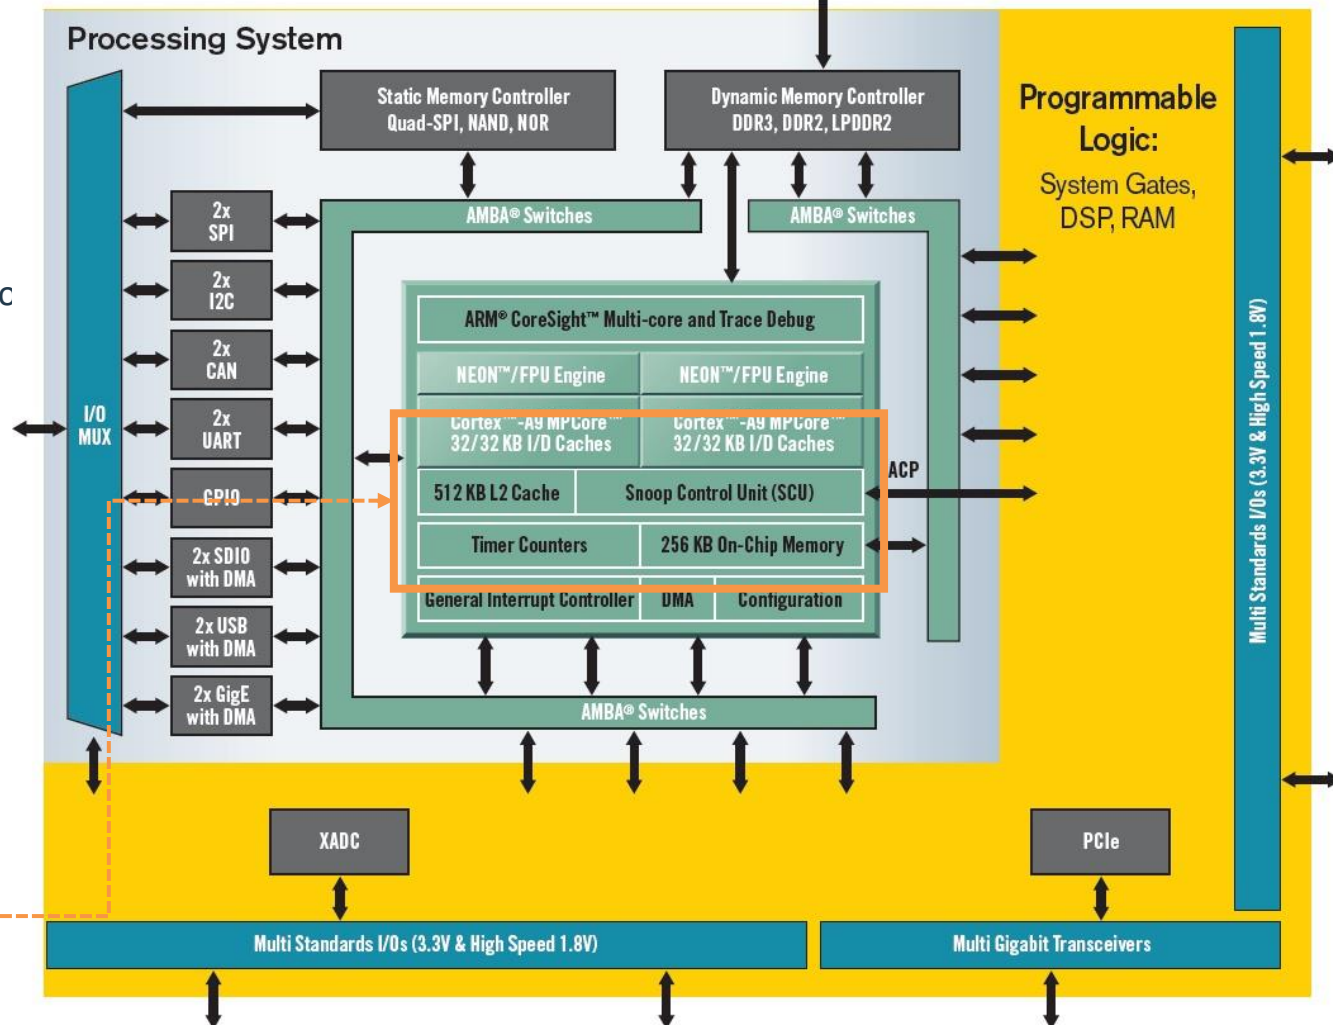 Processing System
Static Memory Controller
Quad-SPI, NAND, NOR
Dynamic Memory Controller
DDR3, DDR2, LPDDR2
Programmable
Logic:
System Gates,
DSP, RAM
2x
SPI
2x
I2C
2x
CAN
2x
UART
GPIO
2x SDIO
with DMA
2x USB
with DMA
2x GigE
with DMA
I/O
MUX
AMBA® Switches
AMBA® Switches
ARM® CoreSight™ Multi-core and Trace Debug
NEON™/FPU Engine
NEON™/FPU Engine
Cortex™-A9 MPCore™
32/32 KB I/D Caches
Cortex™-A9 MPCore™
32/32 KB I/D Caches
512 KB L2 Cache
Snoop Control Unit (SCU)
ACP
Timer Counters
256 KB On-Chip Memory
General Interrupt Controller
DMA
Configuration
AMBA® Switches
Multi Standards I/Os (3.3V & High Speed 1.8V)
XADC
PCIe
Multi Standards I/Os (3.3V & High Speed 1.8V)
Multi Gigabit Transceivers